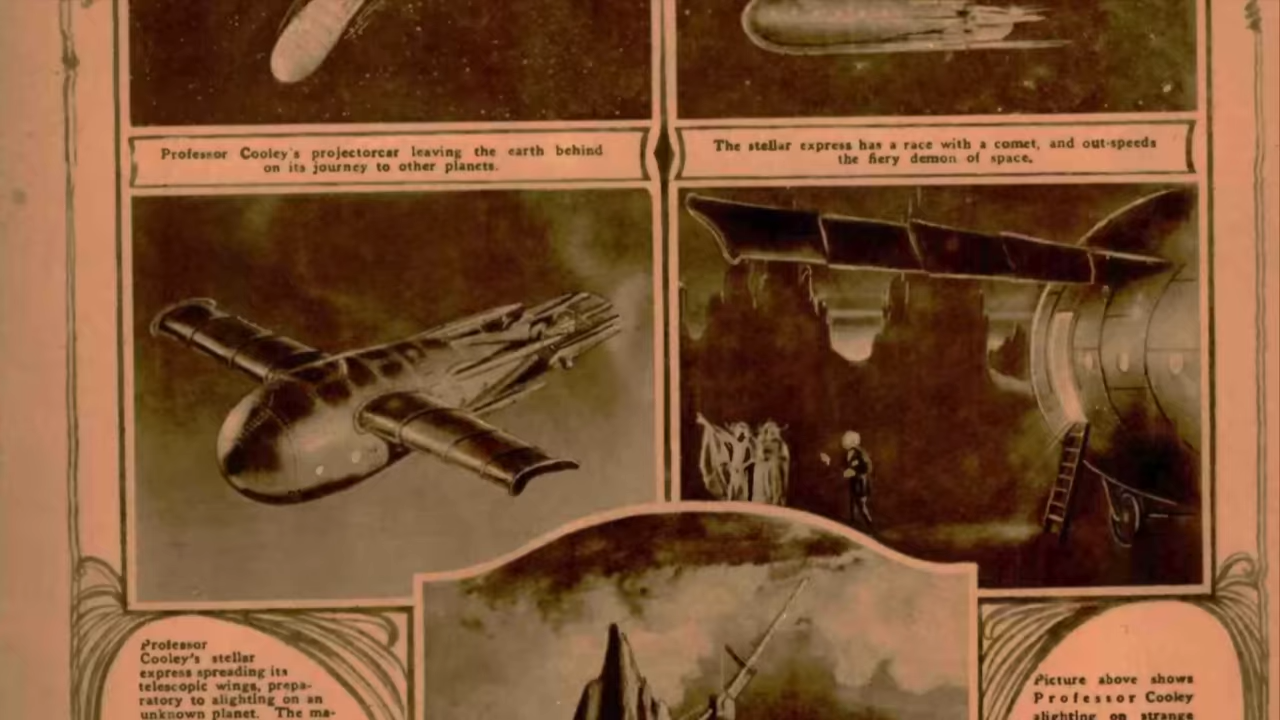 Professor Cooley's projectorcar leaving the earth behind
on its journey to other planets.
The stellar express has a race with a comet, and out-speeds
the fiery demon of space.
Professor
Cooley's stellar
express spreading its
telescopic wings, prepa-
ratory to alighting on an
unknown planet. The ma-
Picture above shows
Professor Cooley
alighting on strange